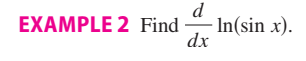 EXAMPLE 2 Find d/dx ln(sin x).